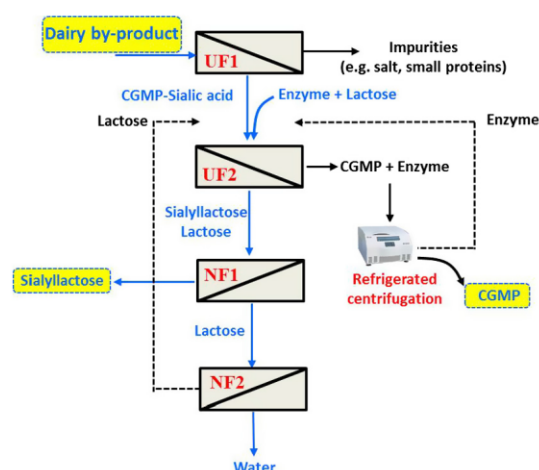 Dairy by-product
UF1
Impurities
(e.g. salt, small proteins)
CGMP-Sialic acid
Enzyme + Lactose
Lactose
Enzyme
UF2
CGMP + Enzyme
Sialyllactose
Lactose
Sialyllactose
NF1
Refrigerated
centrifugation
CGMP
Lactose
NF2
Water